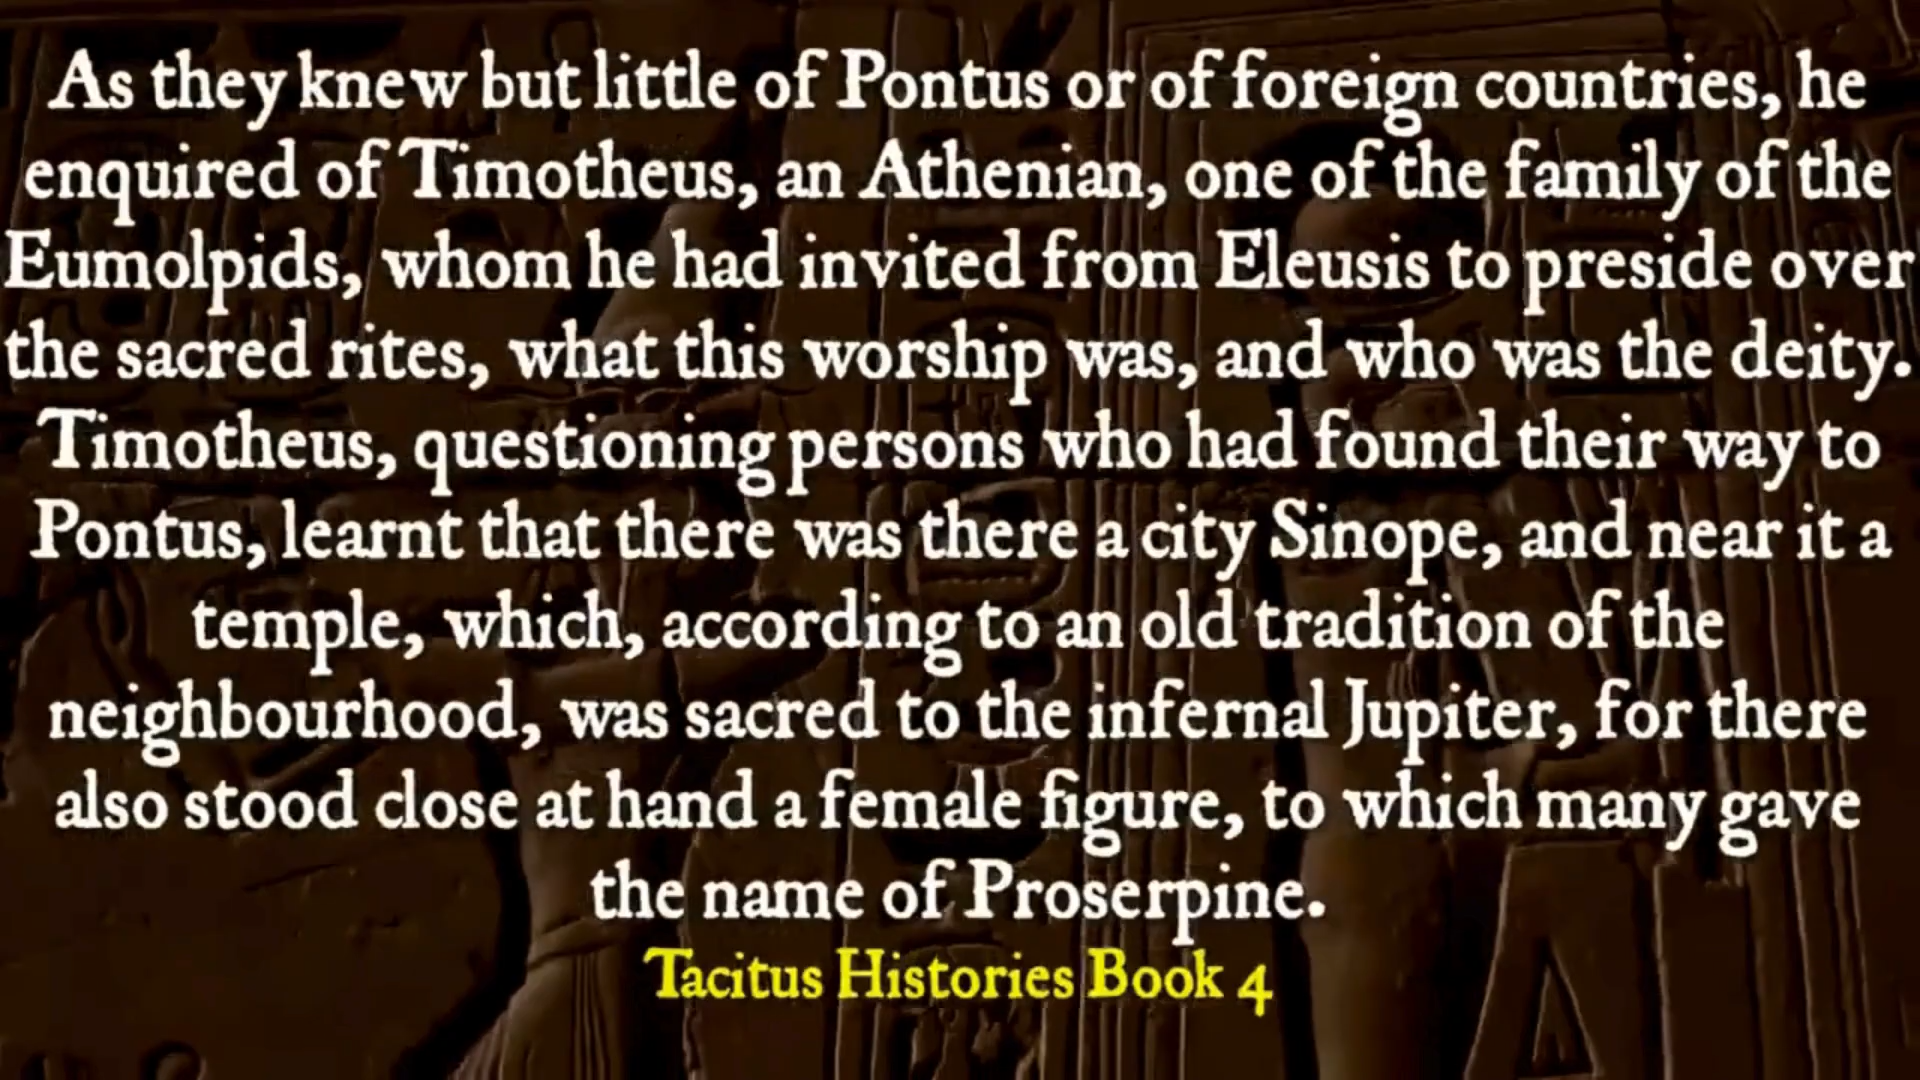 As they knew but little of Pontus or of foreign countries, he
enquired of Timotheus, an Athenian, one of the family of the
Eumolpids, whom he had invited from Eleusis to preside over
the sacred rites, what this worship was, and who was the deity.
Timotheus, questioning persons who had found their way to
Pontus, learnt that there was there a city Sinope, and near it a
temple, which, according to an old tradition of the
neighbourhood, was sacred to the infernal Jupiter, for there
also stood close at hand a female figure, to which many gave
the name of Proserpine.
Tacitus Histories Book 4